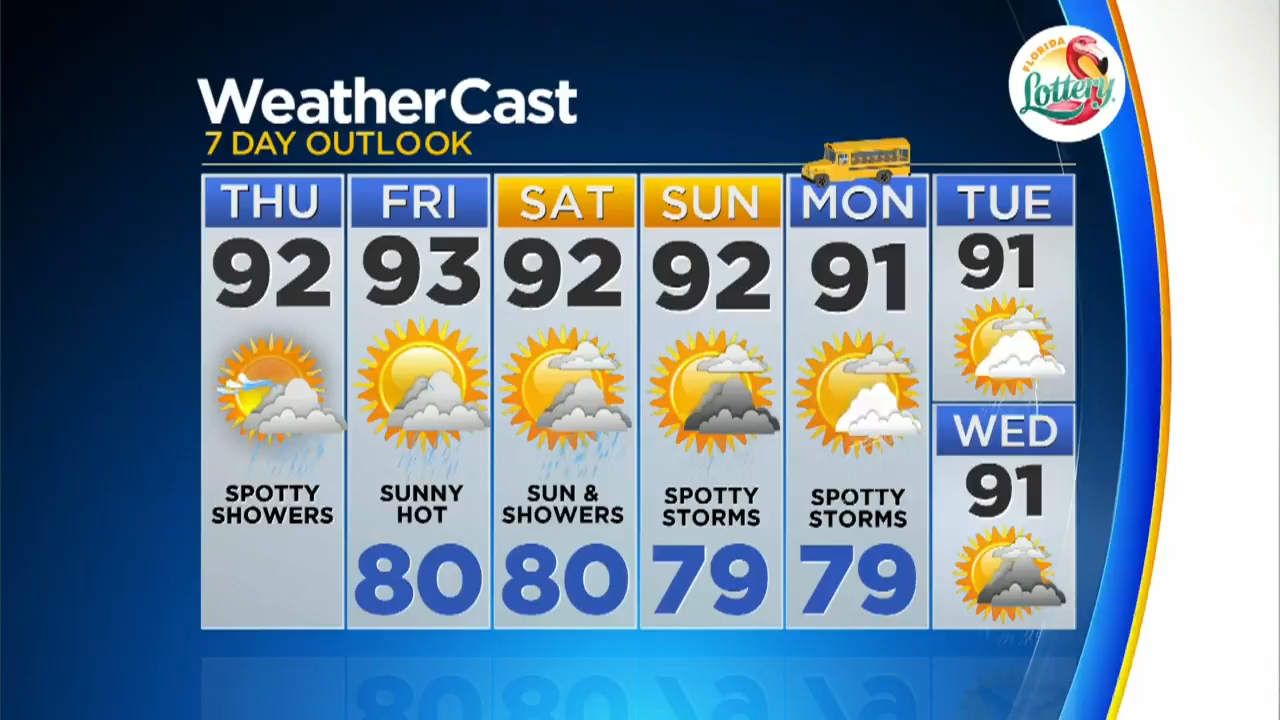 WeatherCast
7 DAY OUTLOOK
FLORIDA
Lottery
THU
92
SPOTTY
SHOWERS
FRI
93
SUNNY
HOT
80
SAT
92
SUN &
SHOWERS
80
SUN
92
SPOTTY
STORMS
79
MON
91
SPOTTY
STORMS
79
TUE
91
WED
91